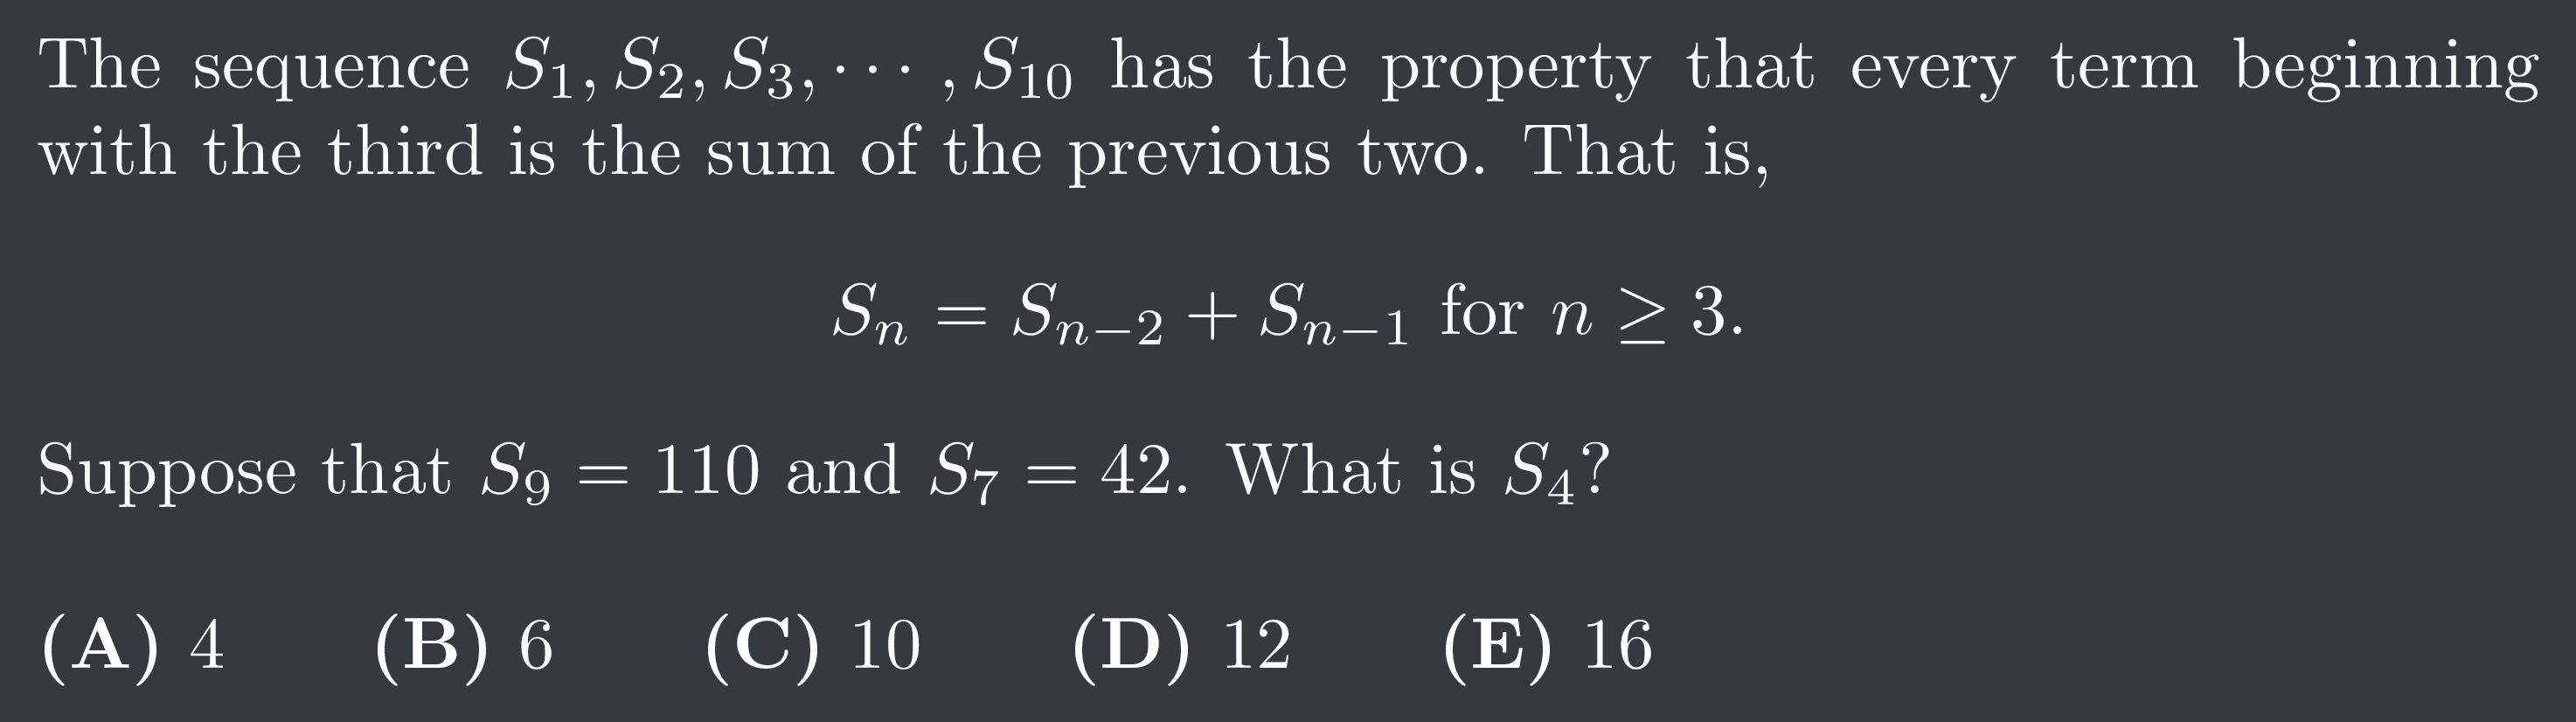 The sequence $S_1, S_2, S_3, \cdots, S_{10}$ has the property that every term beginning
with the third is the sum of the previous two. That is,
$S_n = S_{n-2} + S_{n-1}$ for $n \geq 3$.
Suppose that $S_9 = 110$ and $S_7 = 42$. What is $S_4$?
(A) 4 (B) 6 (C) 10 (D) 12 (E) 16